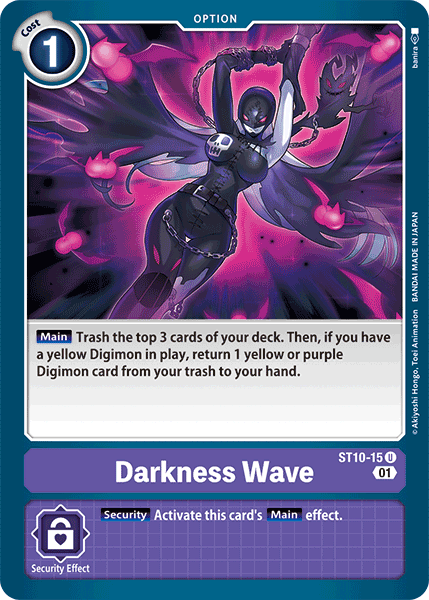 OPTION
Cost
1
banira
© Akiyoshi Hongo, Toei Animation BANDAI MADE IN JAPAN
Main Trash the top 3 cards of your deck. Then, if you have
a yellow Digimon in play, return 1 yellow or purple
Digimon card from your trash to your hand.
ST10-15 U
01
Darkness Wave
Security Activate this card's Main effect.
Security Effect